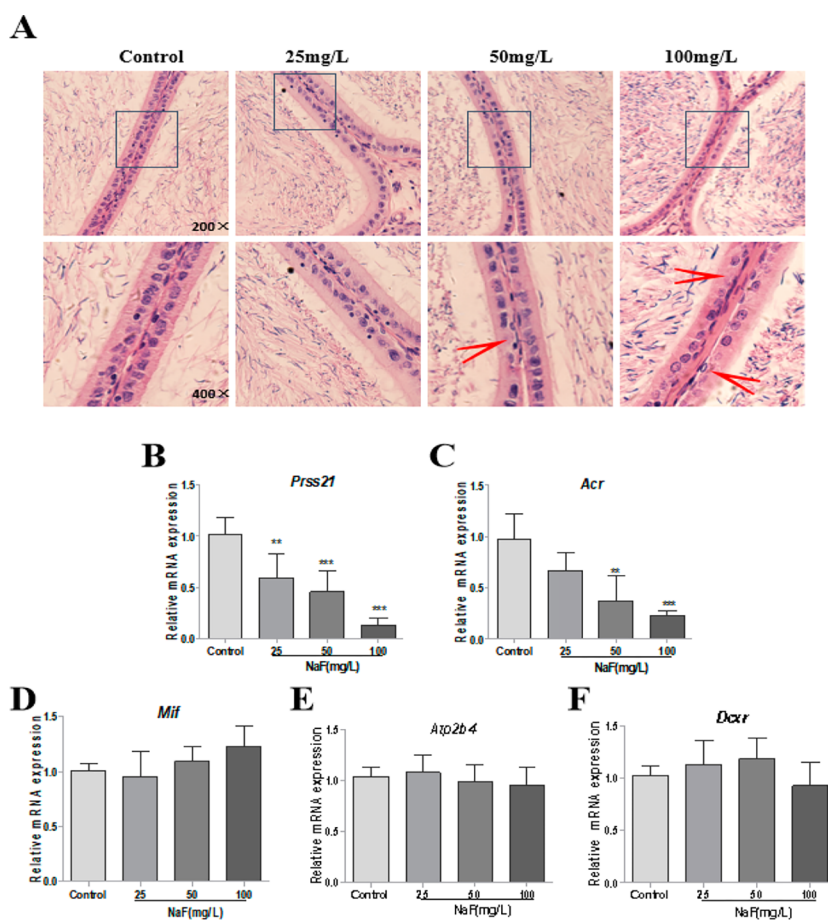 A
Control 25mg/L 50mg/L 100mg/L
200×
400×
B
Prss21
Relative mRNA expression
1.5
1.0
0.5
0.0
** *** ***
Control 25 50 100
NaF(mg/L)
C
Acr
Relative mRNA expression
1.5
1.0
0.5
0.0
** ***
Control 25 50 100
NaF(mg/L)
D
Mif
Relative mRNA expression
1.5
1.0
0.5
0.0
Control 25 50 100
NaF(mg/L)
E
Atp2b4
Relative mRNA expression
1.5
1.0
0.5
0.0
Control 25 50 100
NaF(mg/L)
F
Dcxr
Relative mRNA expression
1.5
1.0
0.5
0.0
Control 25 50 100
NaF(mg/L)